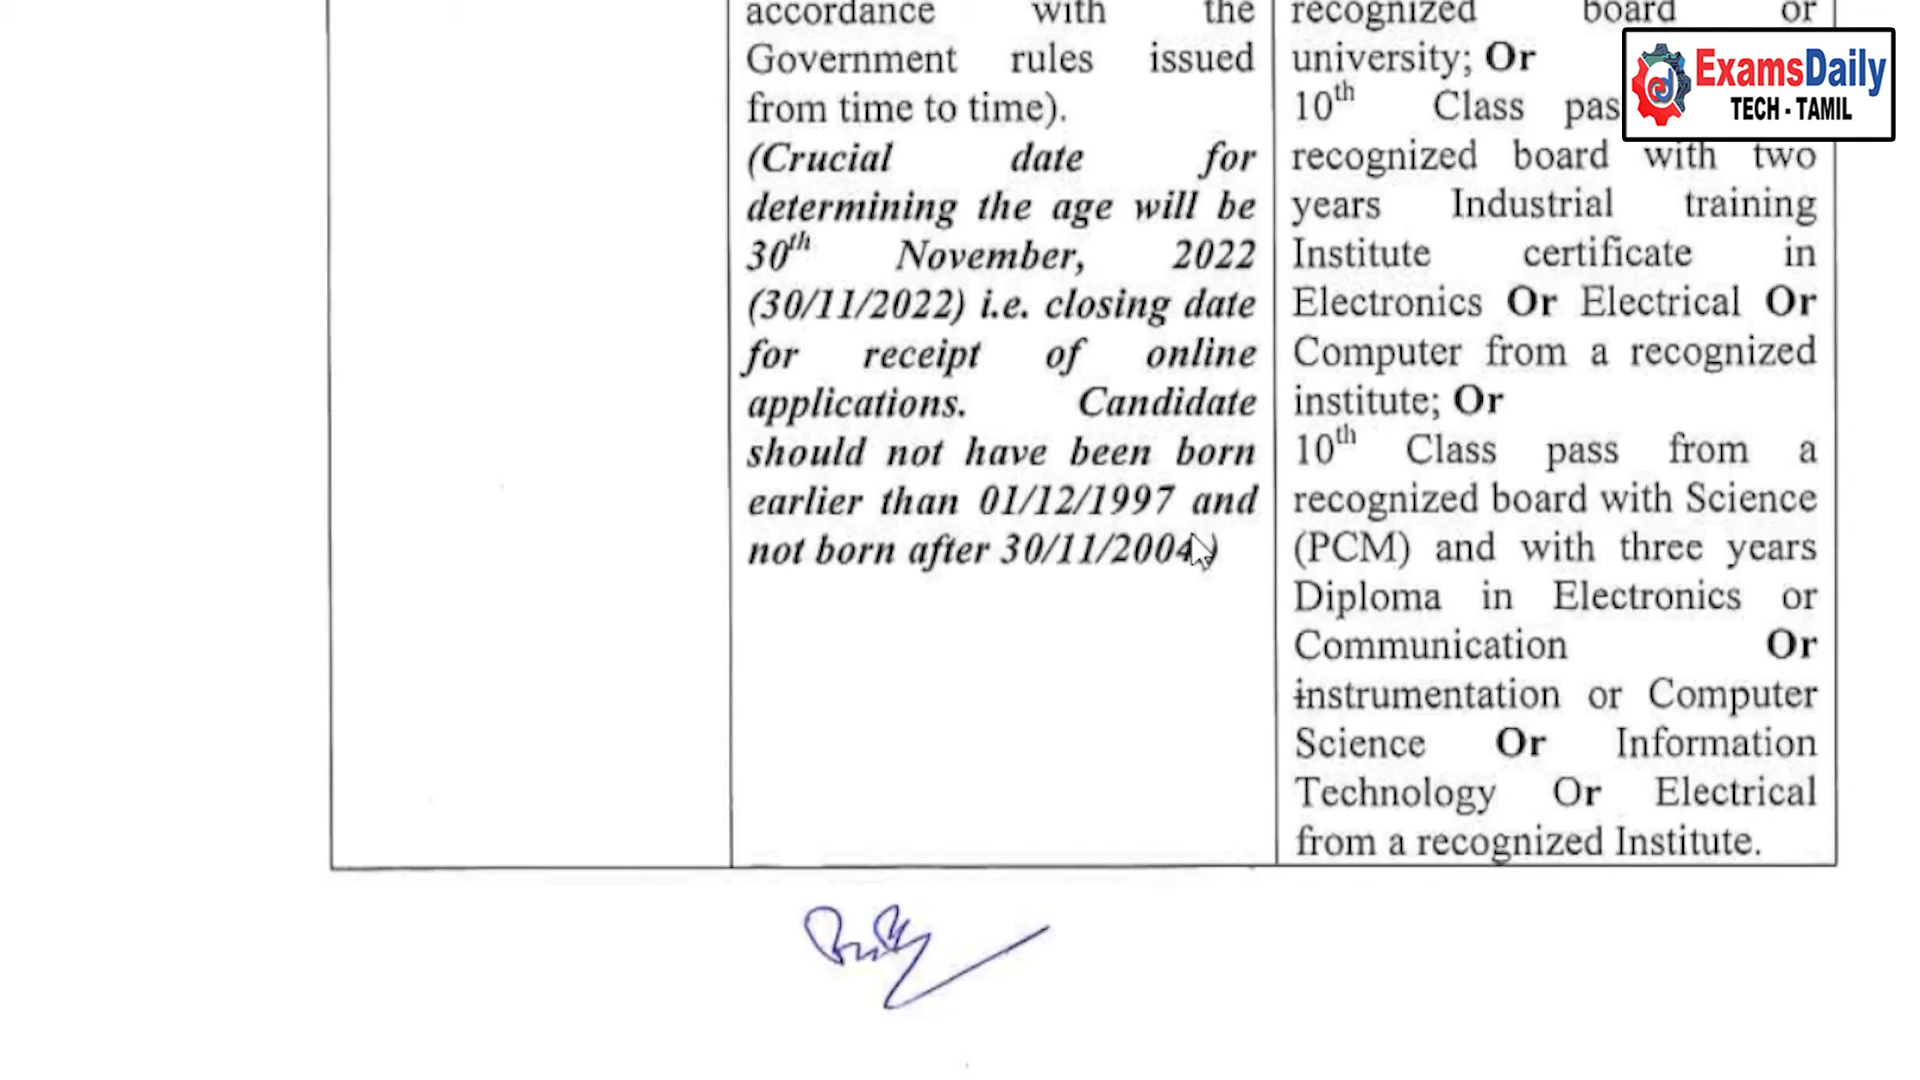 accordance with the
Government rules issued
from time to time).
(Crucial date for
determining the age will be
30th November, 2022
(30/11/2022) i.e. closing date
for receipt of online
applications. Candidate
should not have been born
earlier than 01/12/1997 and
not born after 30/11/2004.)
recognized board or
university; Or
10th Class pas
recognized board with two
years Industrial training
Institute certificate in
Electronics Or Electrical Or
Computer from a recognized
institute; Or
10th Class pass from a
recognized board with Science
(PCM) and with three years
Diploma in Electronics or
Communication Or
instrumentation or Computer
Science Or Information
Technology Or Electrical
from a recognized Institute.
ExamsDaily
TECH - TAMIL